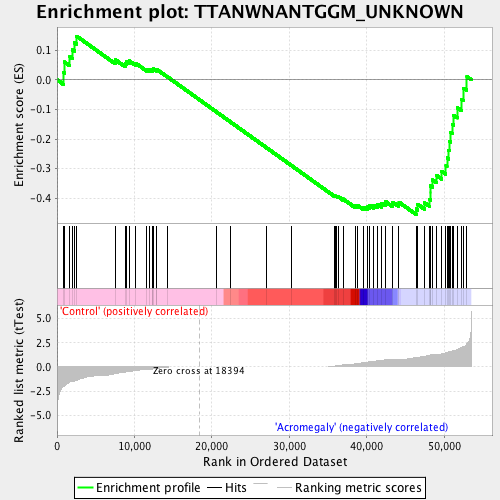 Enrichment plot: TTANWNANTGGM_UNKNOWN
Enrichment score (ES)
0.1
0.0
-0.1
-0.2
-0.3
-0.4
'Control' (positively correlated)
5.0
2.5
0.0
-2.5
-5.0
Zero cross at 18394
'Acromegaly' (negatively correlated)
Ranked list metric (tTest)
0
10,000
20,000
30,000
40,000
50,000
Rank in Ordered Dataset
Enrichment profile
Hits
Ranking metric scores